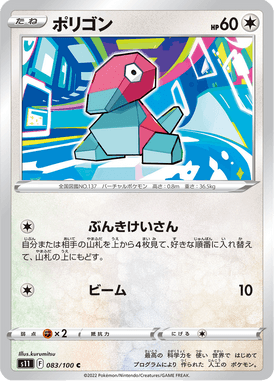 たね
ポリゴン
HP60
全国図鑑NO.137 バーチャルポケモン 高さ：0.8m 重さ：36.5kg
ぶんきけいさん
自分または相手の山札を上から4枚見て、好きな順番に入れ替え
て、山札の上にもどす。
ビーム 10
弱点 ×2 抵抗力 にげる
Illus.kurumitsu
s11 F 083/100 C
最高の科学力を使い世界ではじめて
プログラムにより作られた人工のポケモン。
©2022 Pokémon/Nintendo/Creatures/GAME FREAK.